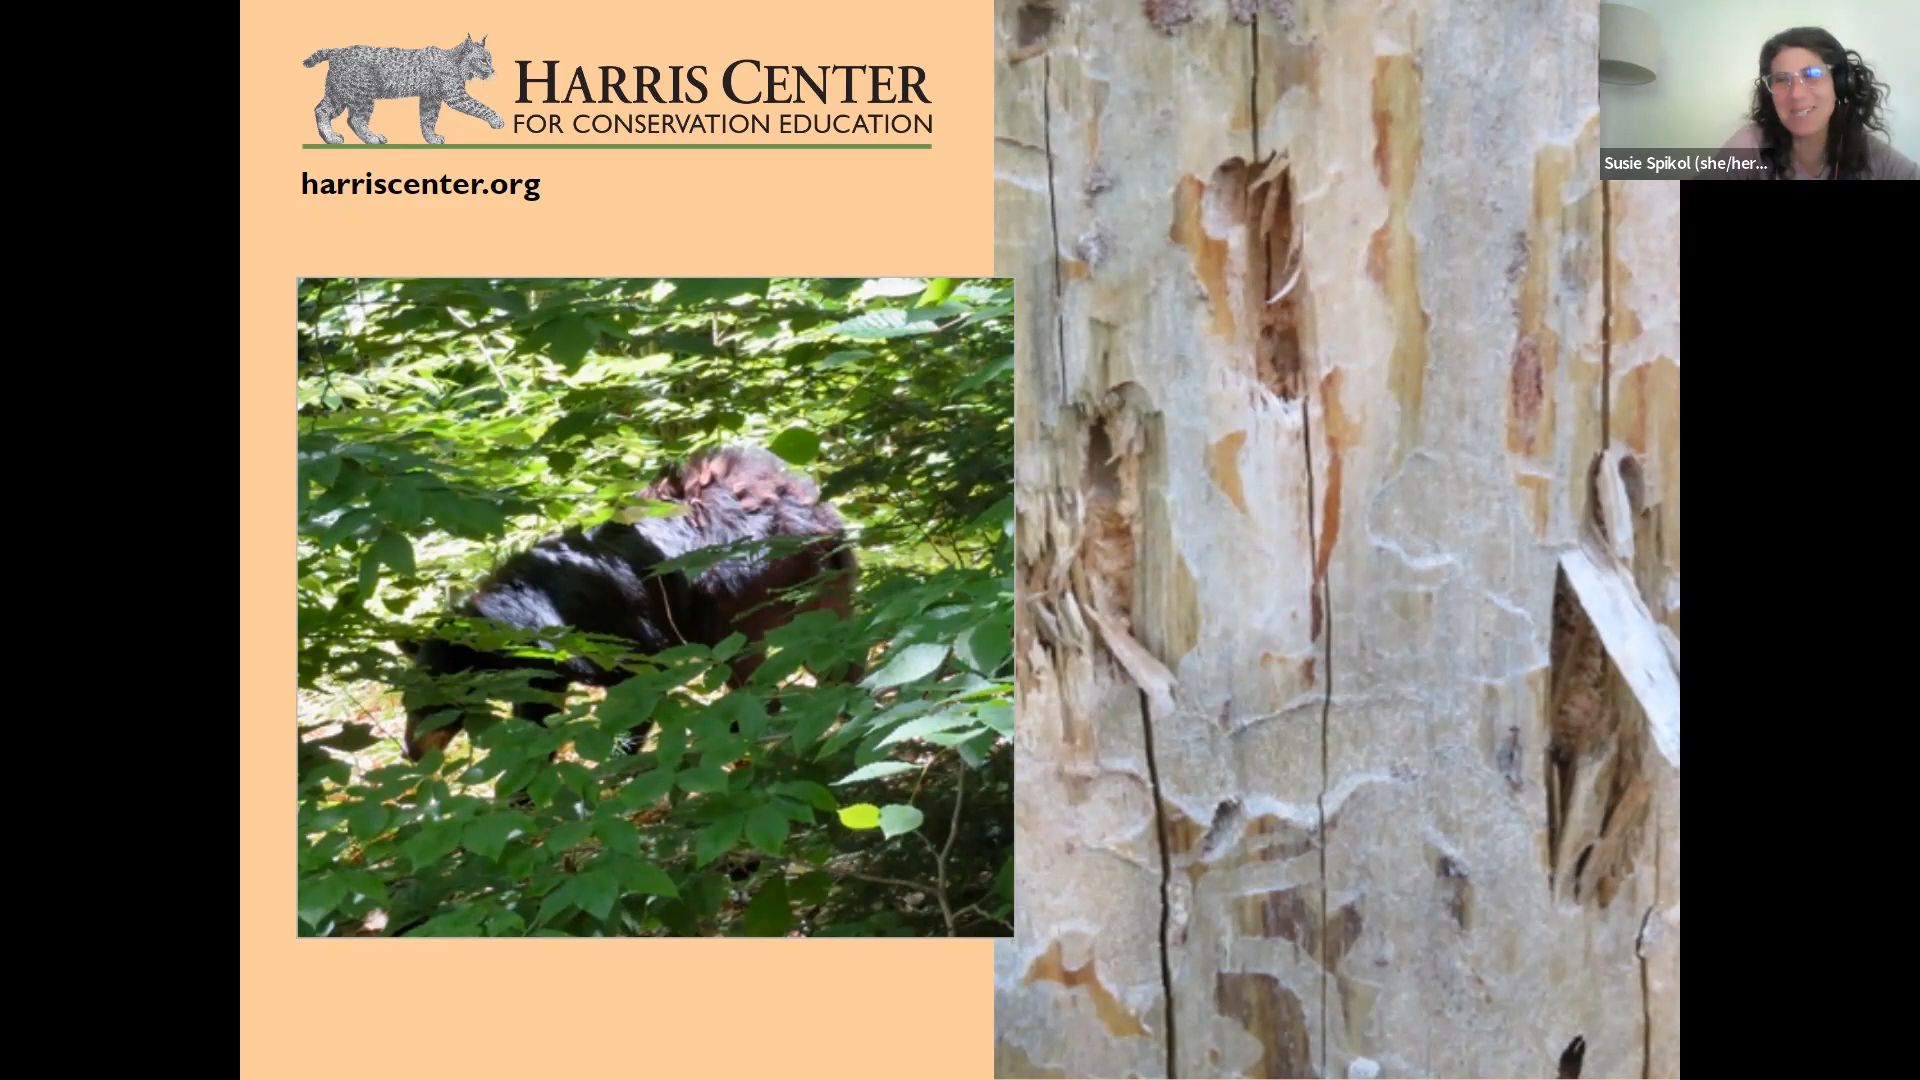 HARRIS CENTER
FOR CONSERVATION EDUCATION
harriscenter.org
Susie Spikol (she/her...